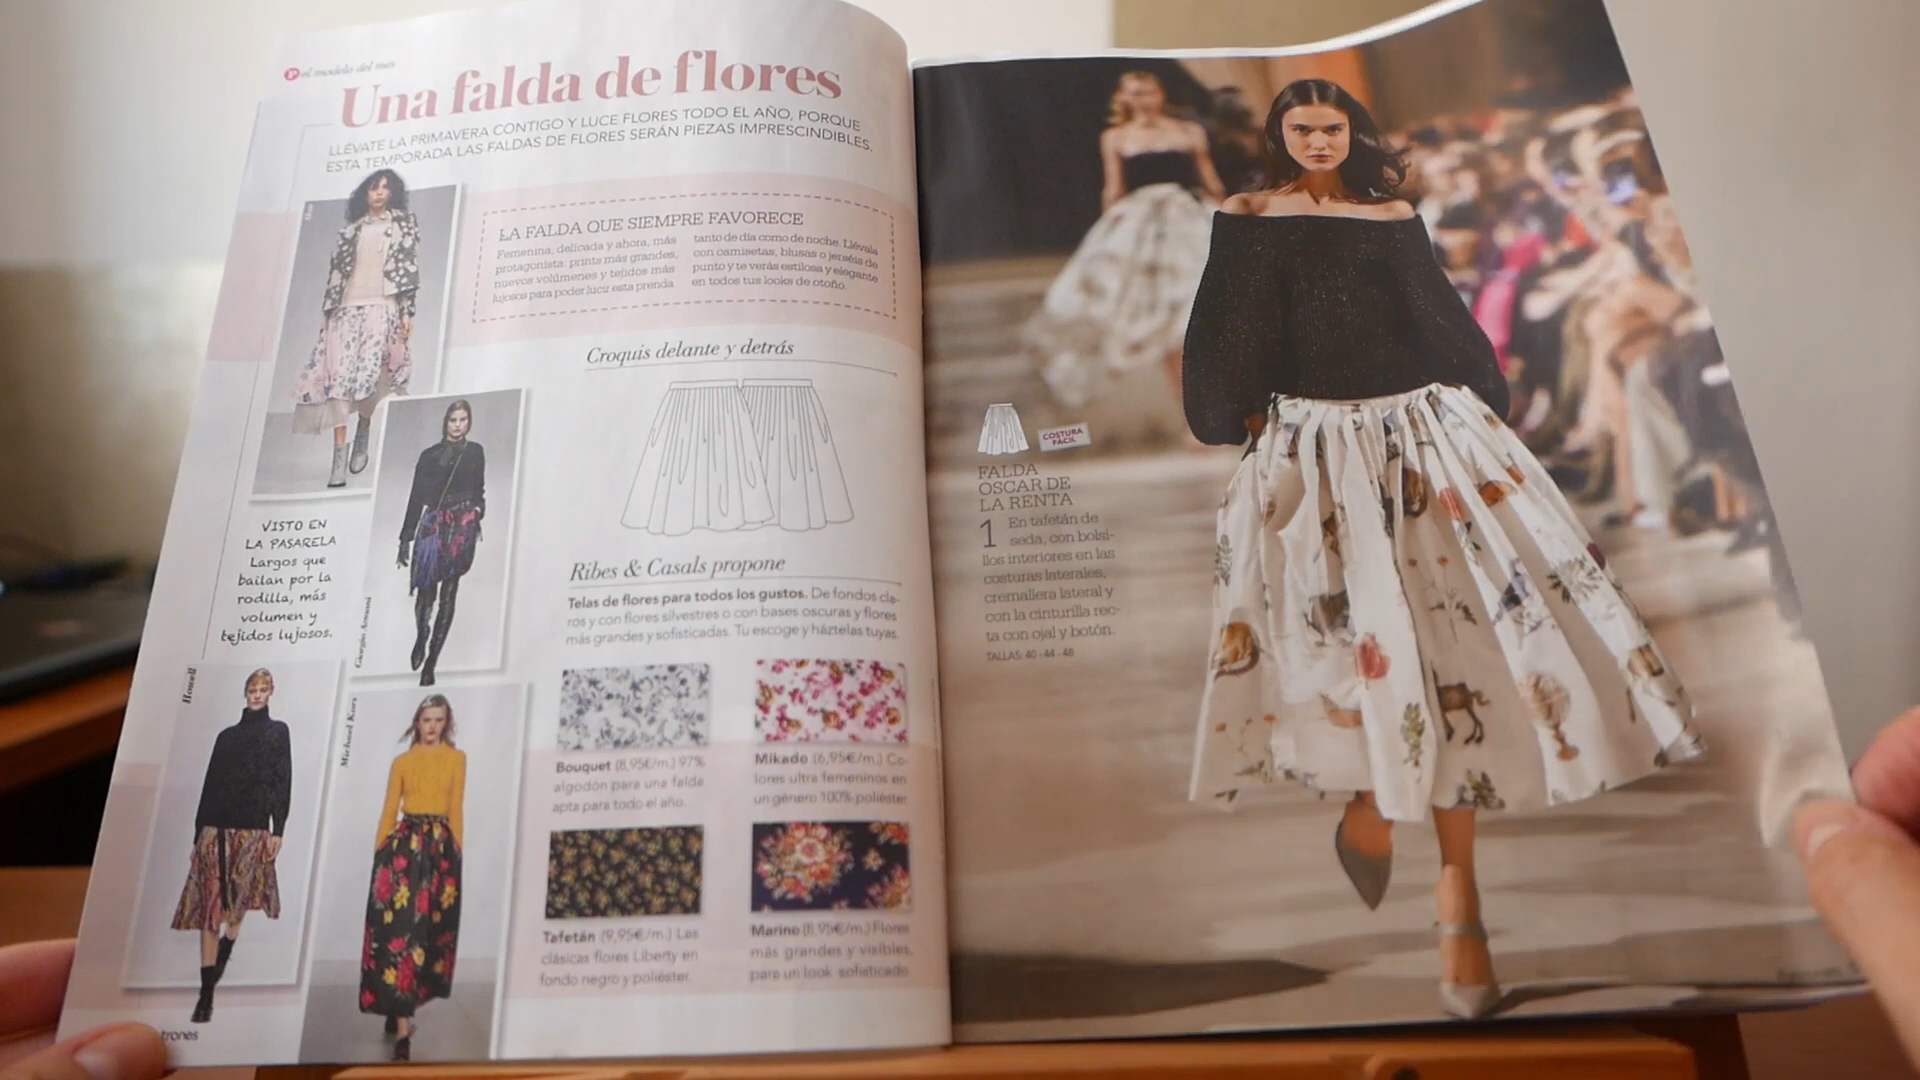 el modelo del mes
Una falda de flores
LLÉVATE LA PRIMAVERA CONTIGO Y LUCE FLORES TODO EL AÑO, PORQUE
ESTA TEMPORADA LAS FALDAS DE FLORES SERÁN PIEZAS IMPRESCINDIBLES.
LA FALDA QUE SIEMPRE FAVORECE
Femenina, delicada y ahora, más
protagonista: prints más grandes,
nuevos volúmenes y tejidos más
lujosos para poder lucir esta prenda
tanto de día como de noche. Llévala
con camisetas, blusas o jerséis de
punto y te verás estilosa y elegante
en todos tus looks de otoño.
Croquis delante y detrás
VISTO EN
LA PASARELA
Largos que
bailan por la
rodilla, más
volumen y
tejidos lujosos.
Giorgio Armani
Howell
Michael Kors
Ribes & Casals propone
Telas de flores para todos los gustos. De fondos cla-
ros y con flores silvestres o con bases oscuras y flores
más grandes y sofisticadas. Tu escoge y háztelas tuyas.
Bouquet (8,95€/m.) 97%
algodón para una falda
apta para todo el año.
Mikado (6,95€/m.) Co-
lores ultra femeninos en
un género 100% poliéster.
Tafetán (9,95€/m.) Las
clásicas flores Liberty en
fondo negro y poliéster.
Marino (8,95€/m.) Flores
más grandes y visibles,
para un look sofisticado.
trones
COSTURA
FÁCIL
FALDA
OSCAR DE
LA RENTA
1 En tafetán de
seda, con bolsi-
llos interiores en las
costuras laterales,
cremallera lateral y
con la cinturilla rec-
ta con ojal y botón.
TALLAS: 40 - 44 - 48